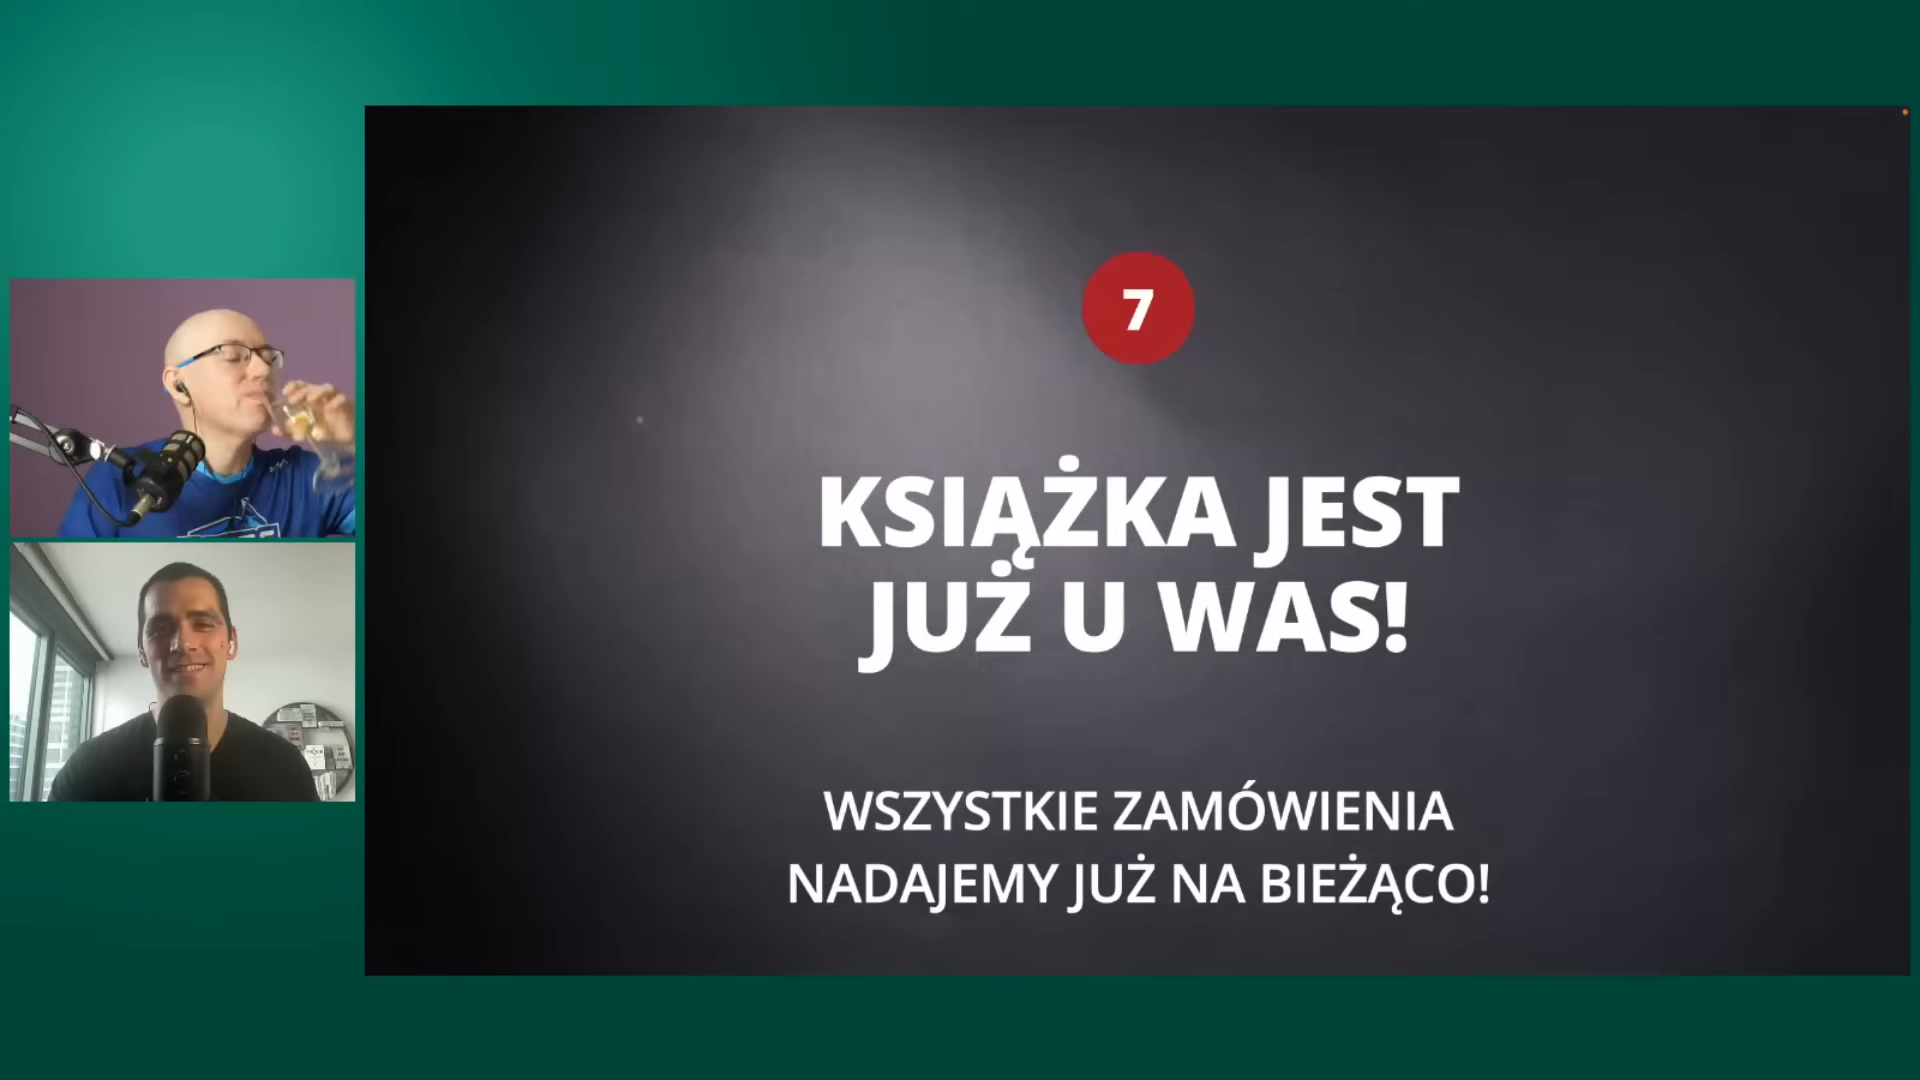 7
KSIĄŻKA JEST
JUŻ U WAS!
WSZYSTKIE ZAMÓWIENIA
NADAJEMY JUŻ NA BIEŻĄCO!